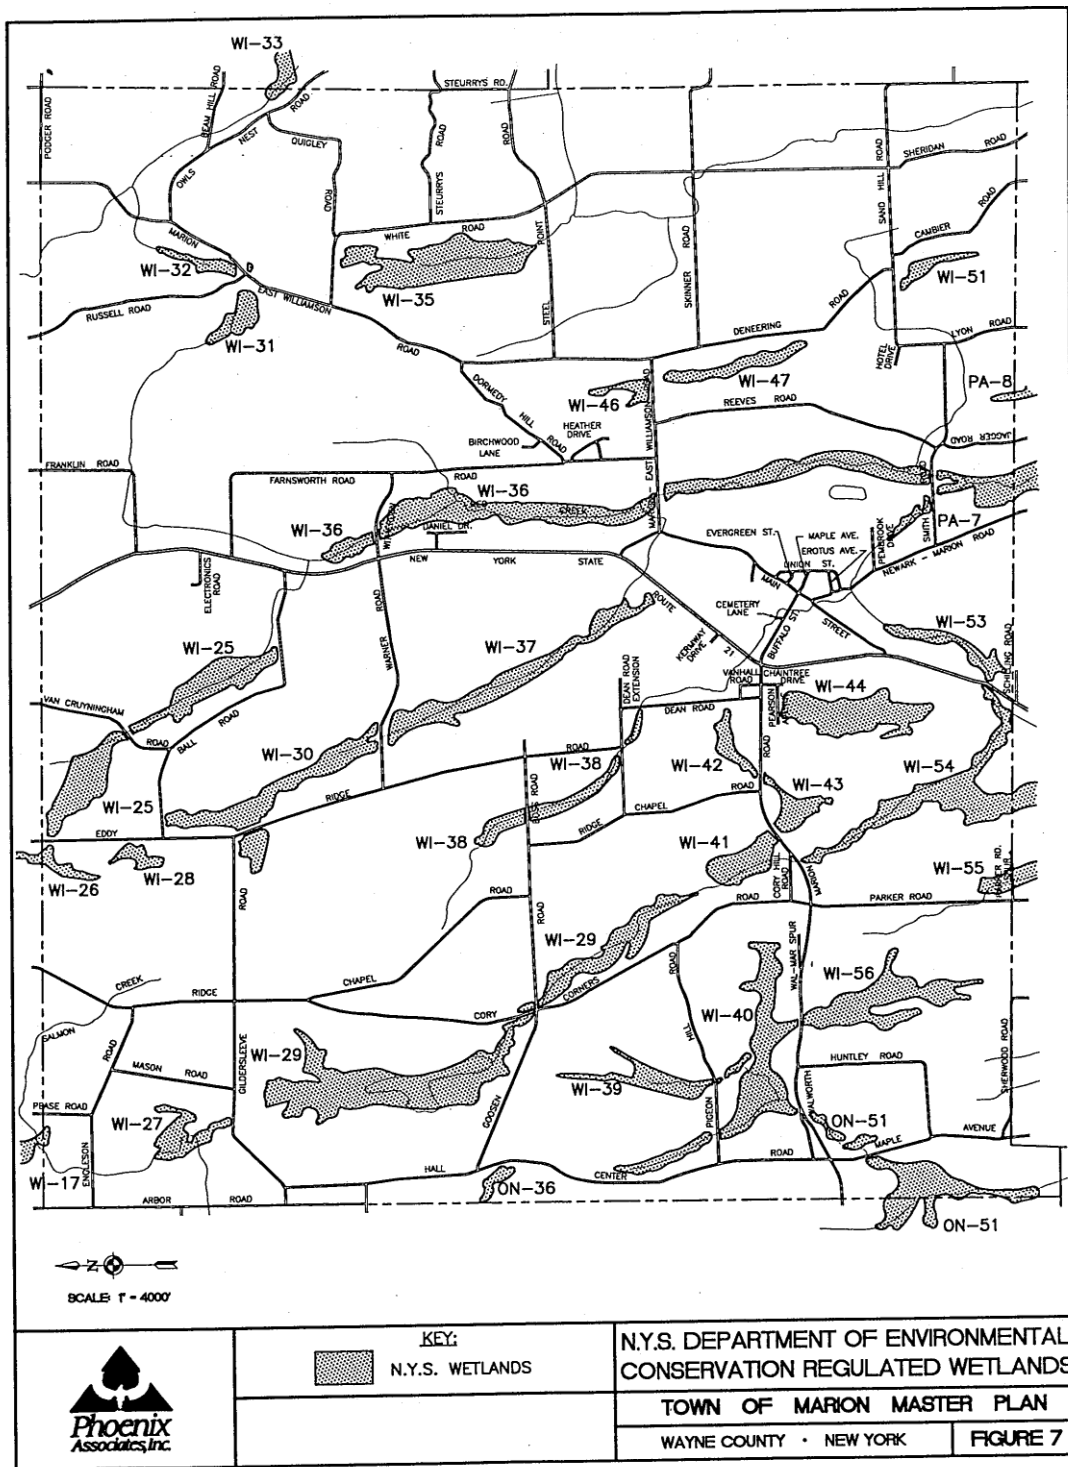 WI-33
STEURRYS RD.
PODGER ROAD
BEAM HILL ROAD
OWLS NEST ROAD
QUIGLEY ROAD
STEURRYS ROAD
ROAD
SAND HILL ROAD
SHERIDAN ROAD
CAMBIER ROAD
MARION
WHITE ROAD
WI-32
WI-35
STEEL POINT
SKINNER ROAD
WI-51
EAST WILLIAMSON ROAD
RUSSELL ROAD
WI-31
DENEERING ROAD
HOTEL DRIVE
LYON ROAD
WI-47
PA-8
DORMEDY HILL ROAD
WI-46
REEVES ROAD
HEATHER DRIVE
BIRCHWOOD LANE
JAGGER ROAD
MARION - EAST WILLIAMSON ROAD
FRANKLIN ROAD
FARNSWORTH ROAD
ROAD
WI-36
CREEK
WI-36
DANIEL DR.
PA-7
SMITH ROAD
PEMBROOK DRIVE
NEWARK - MARION ROAD
EVERGREEN ST.
MAPLE AVE.
EROTUS AVE.
UNION ST.
NEW YORK STATE ROUTE 21
ELECTRONICS ROAD
MAIN STREET
CEMETERY LANE
BUFFALO ST.
WI-53
WI-25
WARNER ROAD
WI-37
KERMWAY DRIVE
SCHILLING ROAD
VANHALL ROAD
CHAINTREE DRIVE
DEAN ROAD EXTENSION
WI-44
VAN CRUYNINGHAM ROAD
BALL ROAD
DEAN ROAD
PEARSON
WI-30
ROAD
WI-38
WI-42
ROAD
WI-54
RIDGE
WI-43
WI-25
EDDY
RIDGE CHAPEL ROAD
WI-38
WI-41
WI-26
WI-28
ROAD
CORY HILL ROAD
MARION
WI-55
PARKER RD. SPUR
ROAD
ROAD
ROAD
PARKER ROAD
WI-29
WAL-MAR SPUR
WI-56
CREEK
RIDGE
CHAPEL
CORY CORNERS
SALMON
ROAD
WI-29
WI-40
HILL ROAD
GILDERSLEEVE
MASON ROAD
HUNTLEY ROAD
SHERWOOD ROAD
WI-39
PEASE ROAD
WI-27
GOOSEN
PIGEON
WALWORTH
ON-51
MAPLE AVENUE
WI-17
ENGLESON
HALL CENTER ROAD
ON-36
ARBOR ROAD
ON-51
N
SCALE: 1" - 4000'
KEY:
N.Y.S. WETLANDS
Phoenix
Associates, Inc.
N.Y.S. DEPARTMENT OF ENVIRONMENTAL
CONSERVATION REGULATED WETLANDS
TOWN OF MARION MASTER PLAN
WAYNE COUNTY • NEW YORK
FIGURE 7